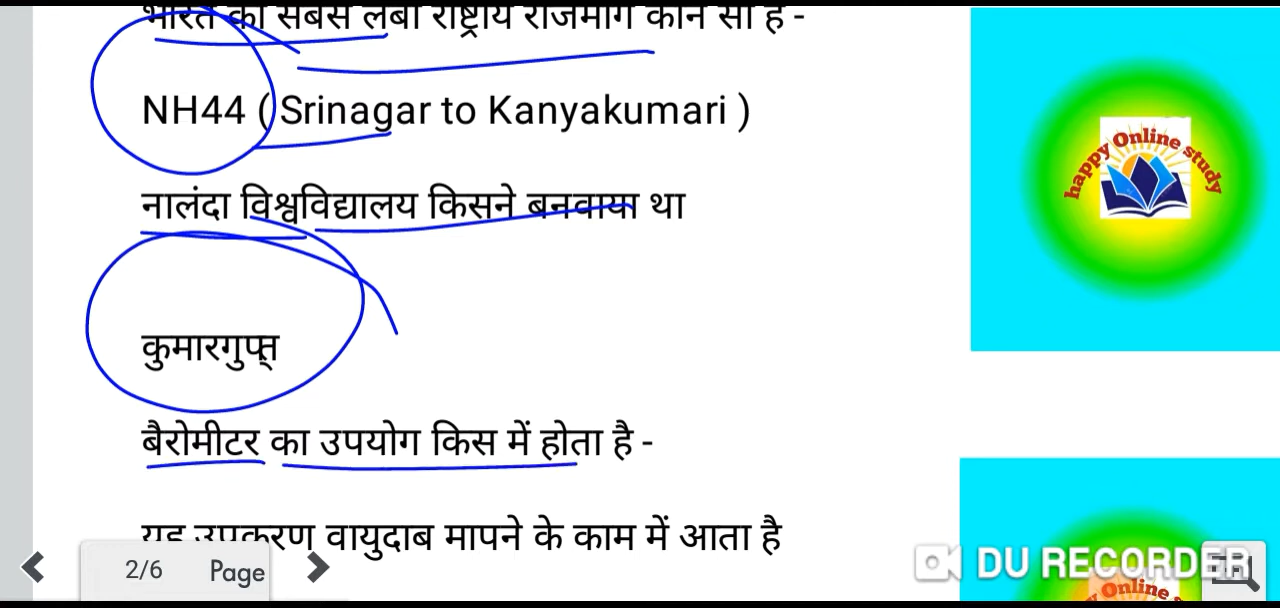 भारत का सबसे लंबा राष्ट्रीय राजमार्ग कौन सा है -
NH44 ( Srinagar to Kanyakumari )
happy Online study
नालंदा विश्वविद्यालय किसने बनवाया था
कुमारगुप्त्
बैरोमीटर का उपयोग किस में होता है -
यह उपकरण वायुदाब मापने के काम में आता है
2/6 Page
DU RECORDER
Online